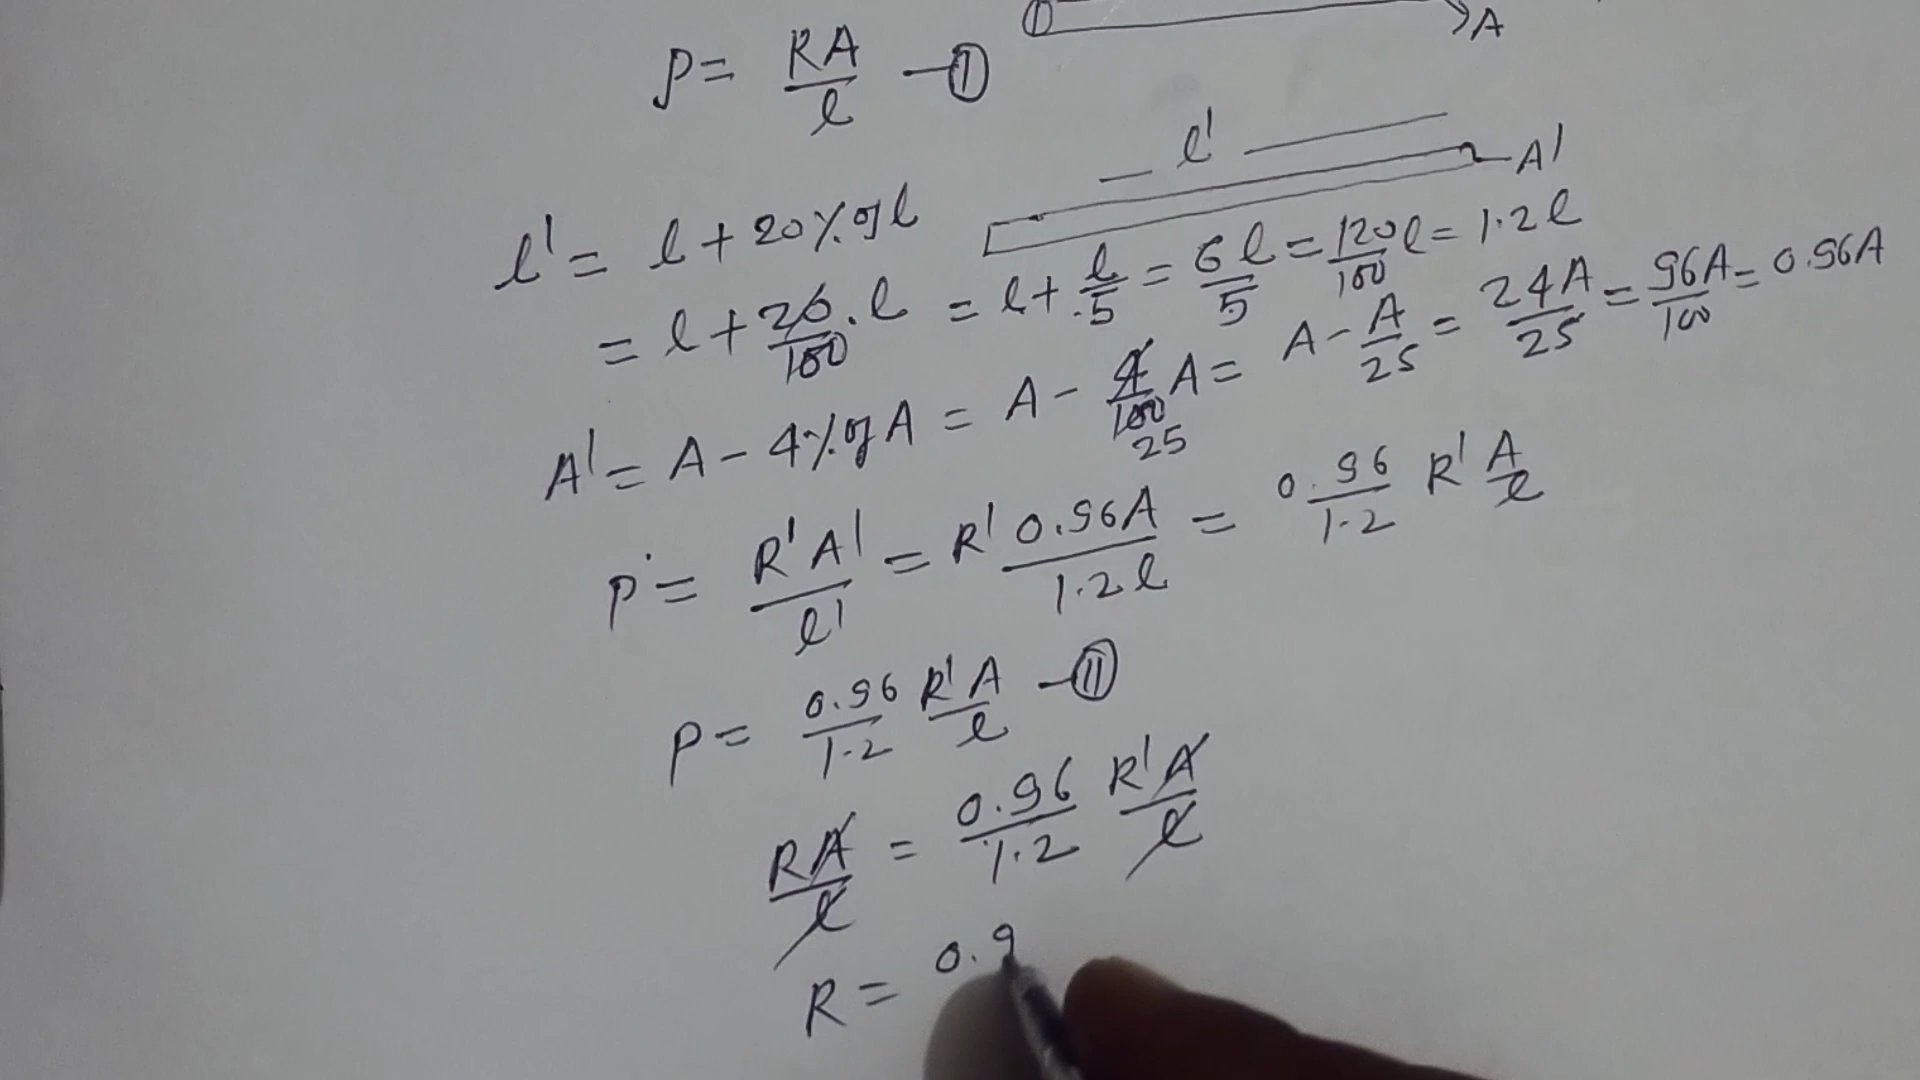 ① A
ρ = RA/l — ①
l'
A'
l' = l + 20% of l
= l + 20/100 . l = l + l/5 = 6l/5 = 120/100 l = 1.2l
A' = A - 4% of A = A - 4/100 A = A - A/25 = 24A/25 = 96A/100 = 0.96A
25
ρ = R'A'/l' = R' 0.96A/1.2l = 0.96/1.2 R' A/l
ρ = 0.96/1.2 R'A/l — ⑪
RA/l = 0.96/1.2 R'A/l
R = 0.9